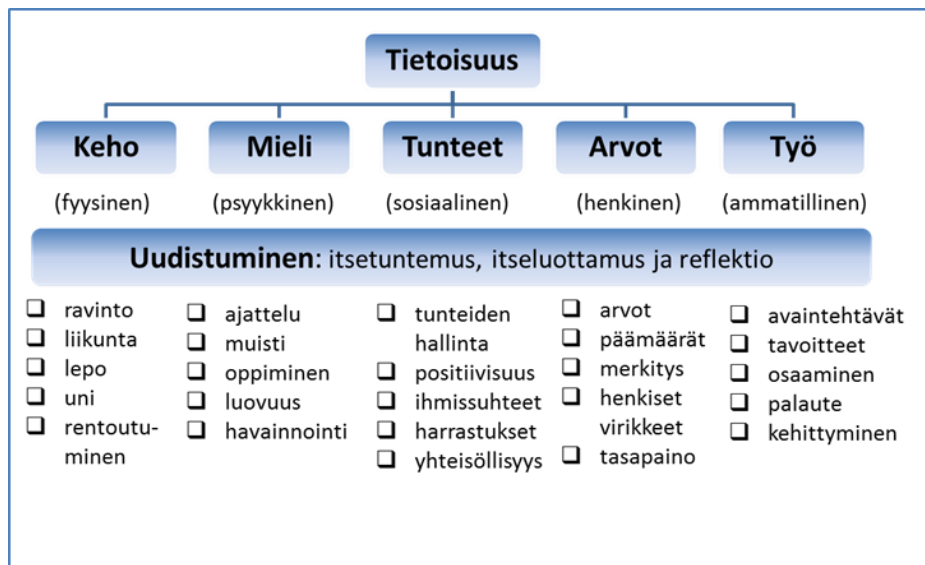 Tietoisuus
Keho
Mieli
Tunteet
Arvot
Työ
(fyysinen)
(psyykkinen)
(sosiaalinen)
(henkinen)
(ammatillinen)
Uudistuminen: itsetuntemus, itseluottamus ja reflektio
❑ ravinto
❑ liikunta
❑ lepo
❑ uni
❑ rentoutu-
minen
❑ ajattelu
❑ muisti
❑ oppiminen
❑ luovuus
❑ havainnointi
❑ tunteiden
hallinta
❑ positiivisuus
❑ ihmissuhteet
❑ harrastukset
❑ yhteisöllisyys
❑ arvot
❑ päämäärät
❑ merkitys
❑ henkiset
virikkeet
❑ tasapaino
❑ avaintehtävät
❑ tavoitteet
❑ osaaminen
❑ palaute
❑ kehittyminen